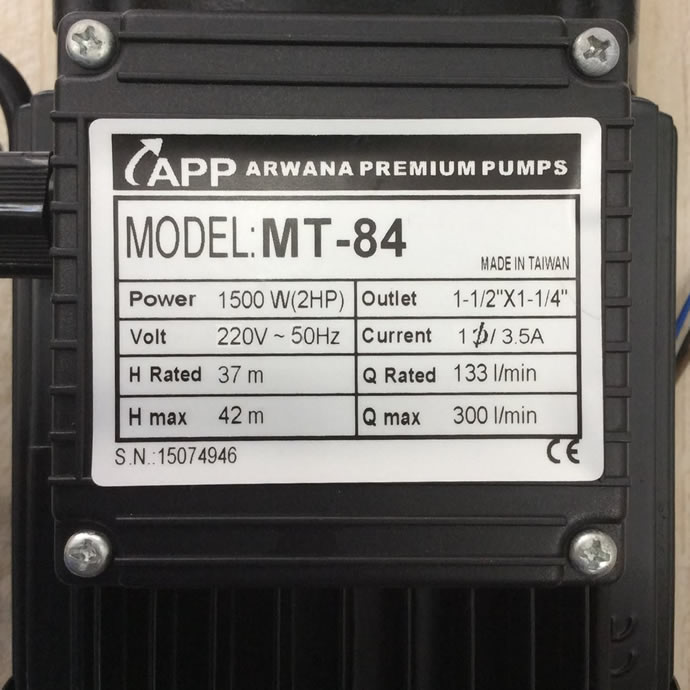 APP ARWANA PREMIUM PUMPS
MODEL: MT-84
MADE IN TAIWAN
Power 1500 W(2HP) Outlet 1-1/2"X1-1/4"
Volt 220V ~ 50Hz Current 1ϕ/ 3.5A
H Rated 37 m Q Rated 133 l/min
H max 42 m Q max 300 l/min
S.N.:15074946 CE